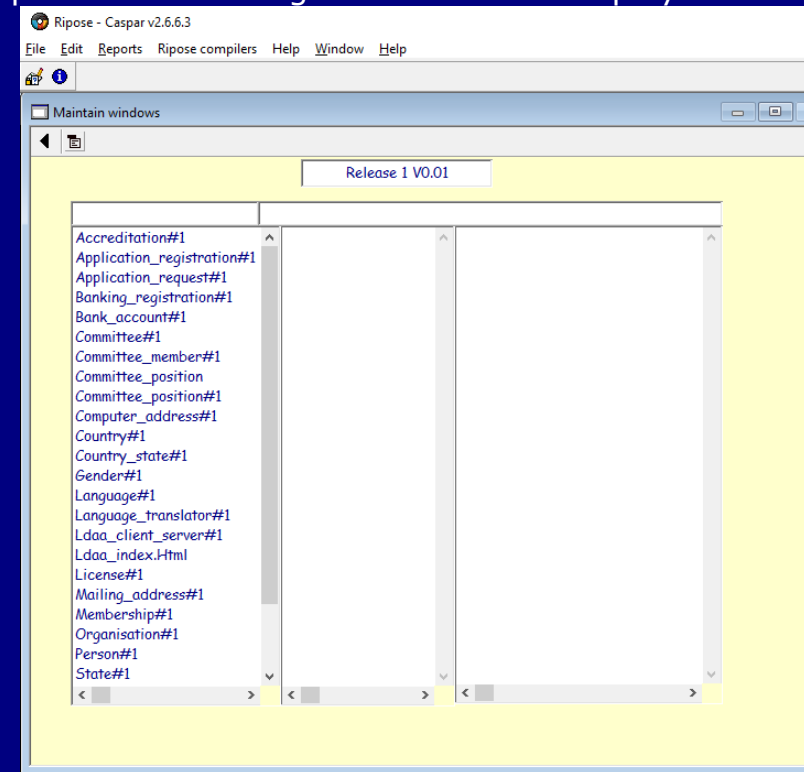 Ripose - Caspar v2.6.6.3
File Edit Reports Ripose compilers Help Window Help
Maintain windows
Release 1 V0.01
Accreditation#1
Application_registration#1
Application_request#1
Banking_registration#1
Bank_account#1
Committee#1
Committee_member#1
Committee_position
Committee_position#1
Computer_address#1
Country#1
Country_state#1
Gender#1
Language#1
Language_translator#1
Ldaa_client_server#1
Ldaa_index.Html
License#1
Mailing_address#1
Membership#1
Organisation#1
Person#1
State#1